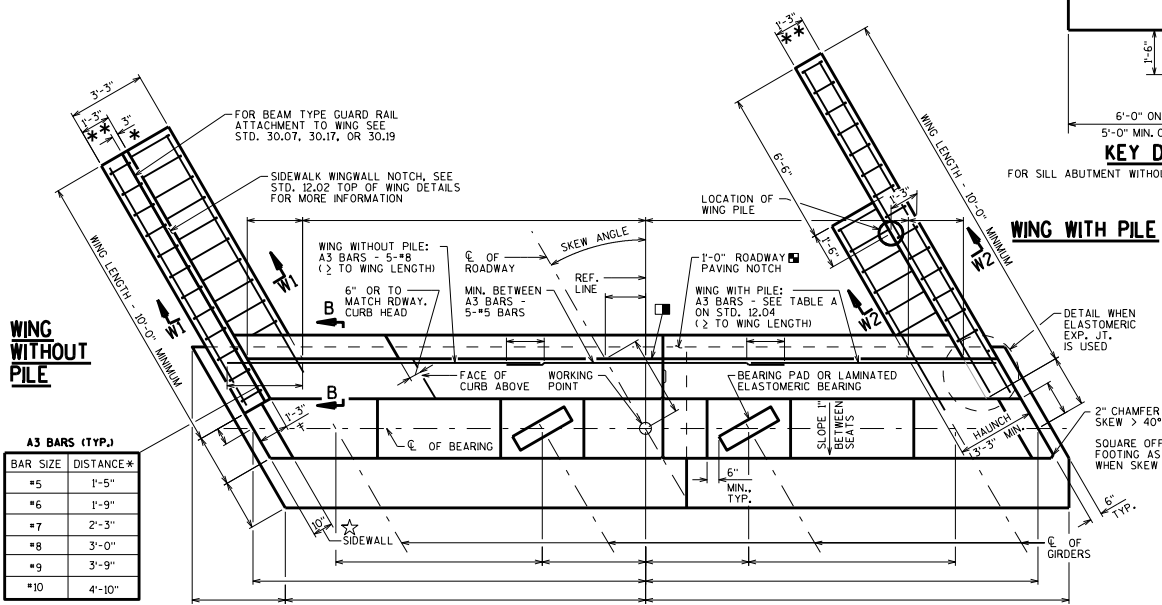 1'-3"
**
3'-3"
1'-3"
**
3"
*
FOR BEAM TYPE GUARD RAIL
ATTACHMENT TO WING SEE
STD. 30.07, 30.17, OR 30.19
SIDEWALK WINGWALL NOTCH, SEE
STD. 12.02 TOP OF WING DETAILS
FOR MORE INFORMATION
WING LENGTH - 10'-0" MINIMUM
W1
W1
WING
WITHOUT
PILE
WING WITHOUT PILE:
A3 BARS - 5-#8
(≥ TO WING LENGTH)
6" OR TO
MATCH RDWAY.
CURB HEAD
B
B
℄ OF
ROADWAY
SKEW ANGLE
REF.
LINE
MIN. BETWEEN
A3 BARS -
5-#5 BARS
LOCATION OF
WING PILE
6'-6"
1'-3"
1'-6"
WING LENGTH - 10'-0" MINIMUM
1'-0" ROADWAY
PAVING NOTCH
WING WITH PILE:
A3 BARS - SEE TABLE A
ON STD. 12.04
(≥ TO WING LENGTH)
W2
W2
1'-6"
6'-0" ON
5'-0" MIN.
KEY D
FOR SILL ABUTMENT WITHOU
WING WITH PILE
DETAIL WHEN
ELASTOMERIC
EXP. JT.
IS USED
FACE OF
CURB ABOVE
WORKING
POINT
BEARING PAD OR LAMINATED
ELASTOMERIC BEARING
1'-3"
‡
℄ OF BEARING
SLOPE 1"
BETWEEN
SEATS
HAUNCH
3'-3" MIN.
2" CHAMFER
SKEW > 40°
SQUARE OFF
FOOTING AS
WHEN SKEW
6"
MIN.,
TYP.
6"
TYP.
10"
☆
SIDEWALL
℄ OF
GIRDERS
A3 BARS (TYP.)
BAR SIZE DISTANCE*
#5 1'-5"
#6 1'-9"
#7 2'-3"
#8 3'-0"
#9 3'-9"
#10 4'-10"